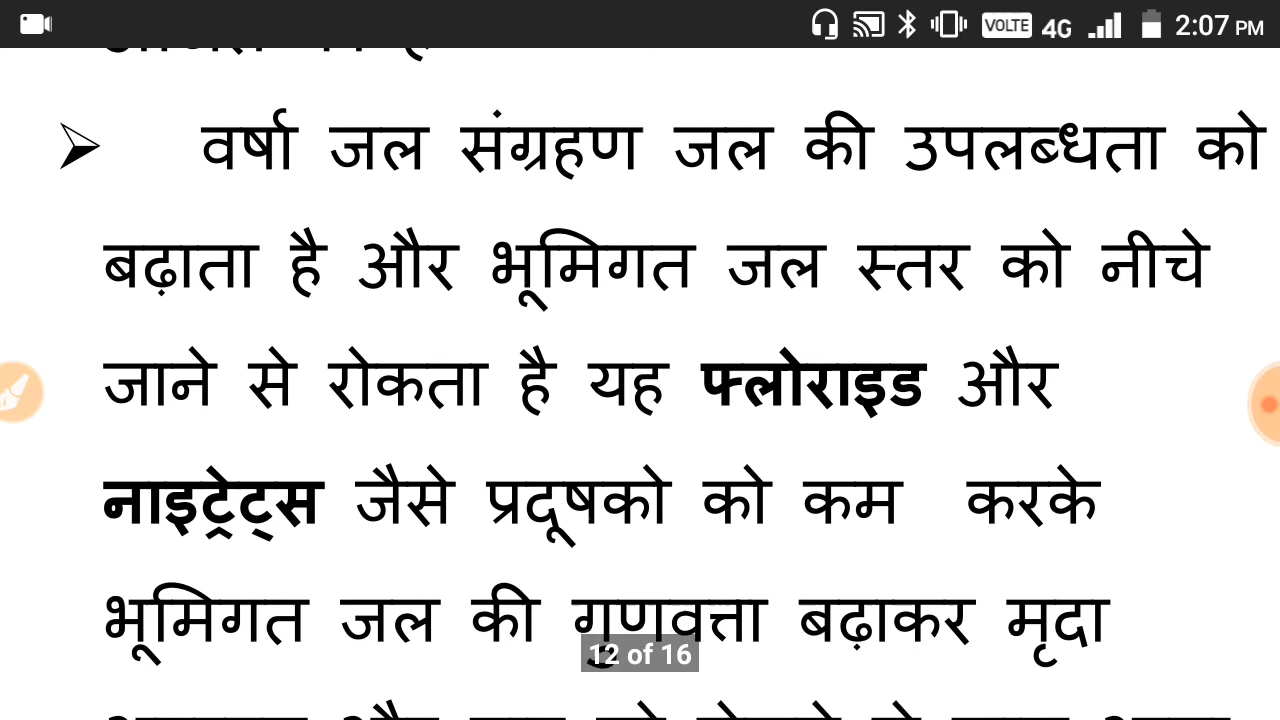 VOLTE 4G 2:07 PM
➢ वर्षा जल संग्रहण जल की उपलब्धता को
बढ़ाता है और भूमिगत जल स्तर को नीचे
जाने से रोकता है यह फ्लोराइड और
नाइट्रेट्स जैसे प्रदूषको को कम करके
भूमिगत जल की गुणवत्ता बढ़ाकर मृदा
12 of 16